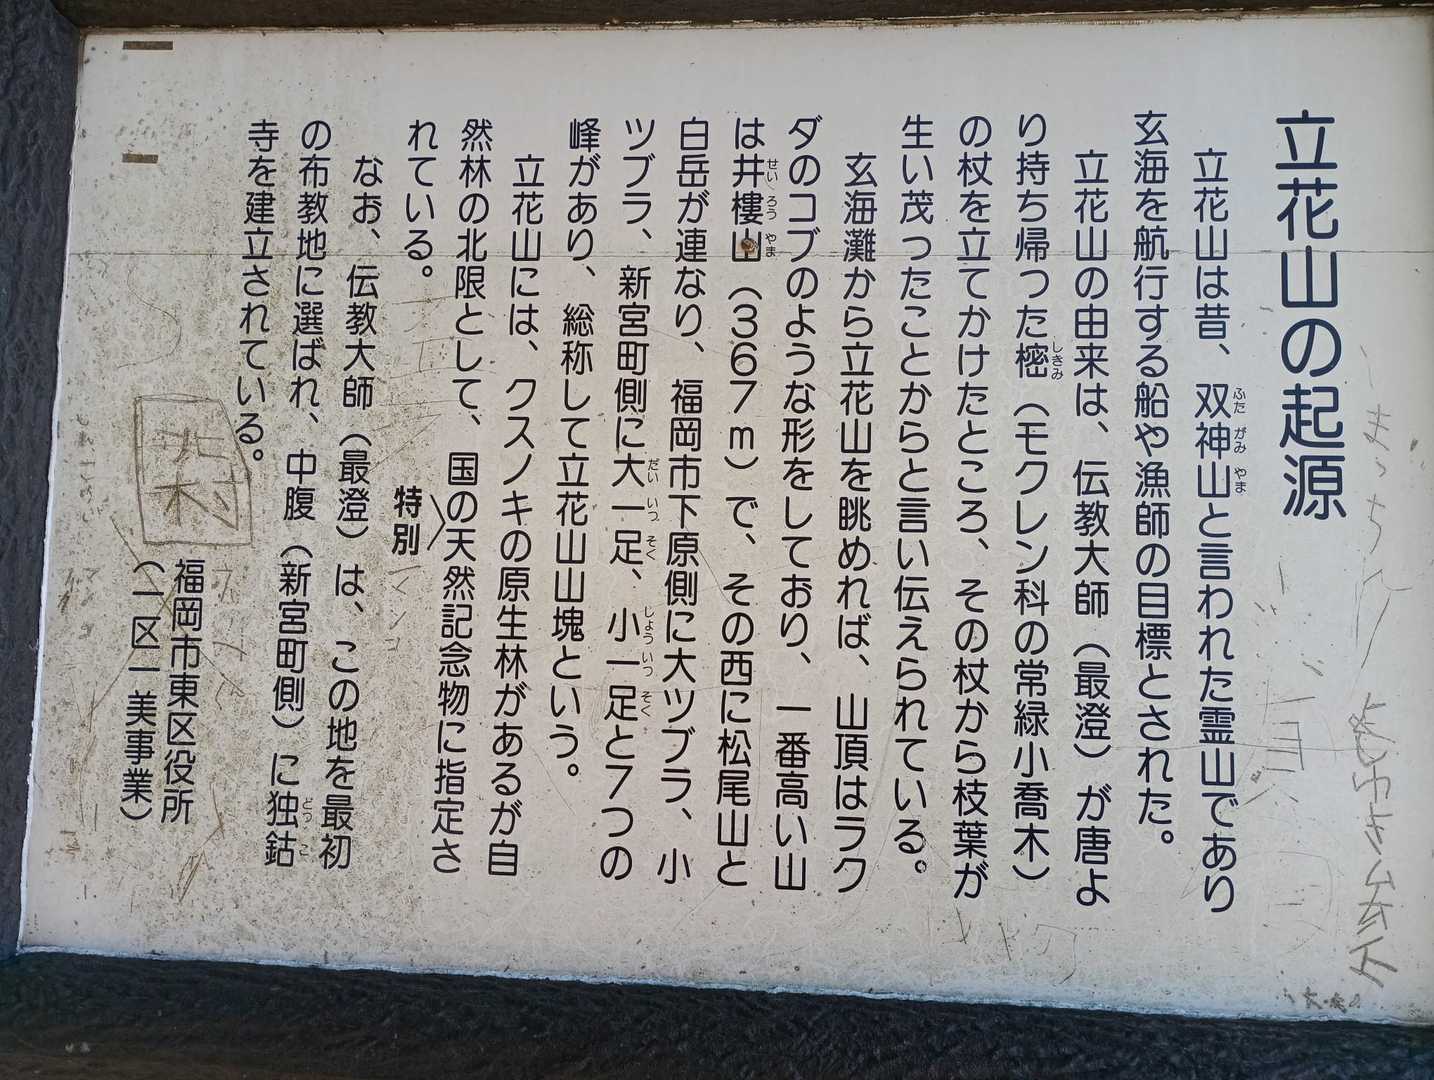 立花山の起源
立花山は昔、双神山と言われた霊山であり
玄海を航行する船や漁師の目標とされた。
立花山の由来は、伝教大師（最澄）が唐よ
り持ち帰った樒（モクレン科の常緑小喬木）
の杖を立てかけたところ、その杖から枝葉が
生い茂ったことからと言い伝えられている。
玄海灘から立花山を眺めれば、山頂はラク
ダのコブのような形をしており、一番高い山
は井樓山（367m）で、その西に松尾山と
白岳が連なり、福岡市下原側に大ツブラ、小
ツブラ、新宮町側に大一足、小一足と7つの
峰があり、総称して立花山山塊という。
立花山には、クスノキの原生林があるが自
然林の北限として、国の天然記念物に指定さ
特別
れている。
なお、伝教大師（最澄）は、この地を最初
の布教地に選ばれ、中腹（新宮町側）に独鈷
寺を建立されている。
福岡市東区役所
（一区一美事業）